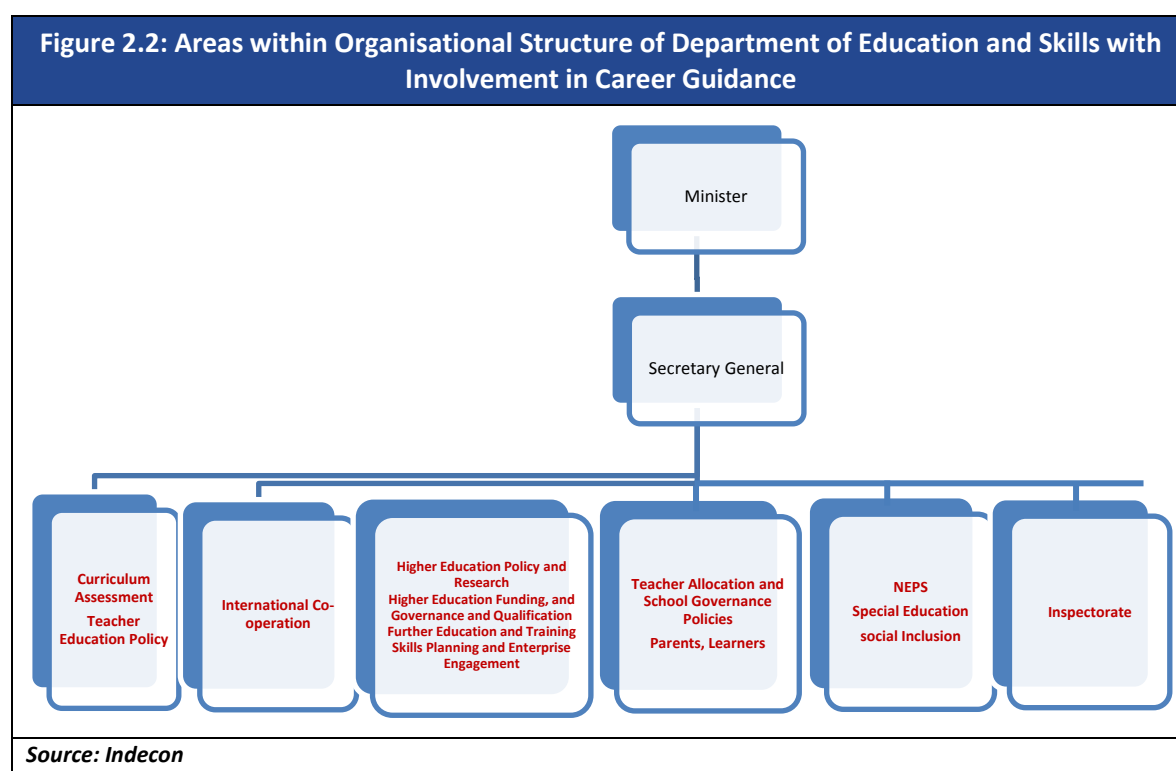 Figure 2.2: Areas within Organisational Structure of Department of Education and Skills with
Involvement in Career Guidance
Minister
Secretary General
Curriculum
Assessment
Teacher
Education Policy
International Co-
operation
Higher Education Policy and
Research
Higher Education Funding, and
Governance and Qualification
Further Education and Training
Skills Planning and Enterprise
Engagement
Teacher Allocation and
School Governance
Policies
Parents, Learners
NEPS
Special Education
social Inclusion
Inspectorate
Source: Indecon